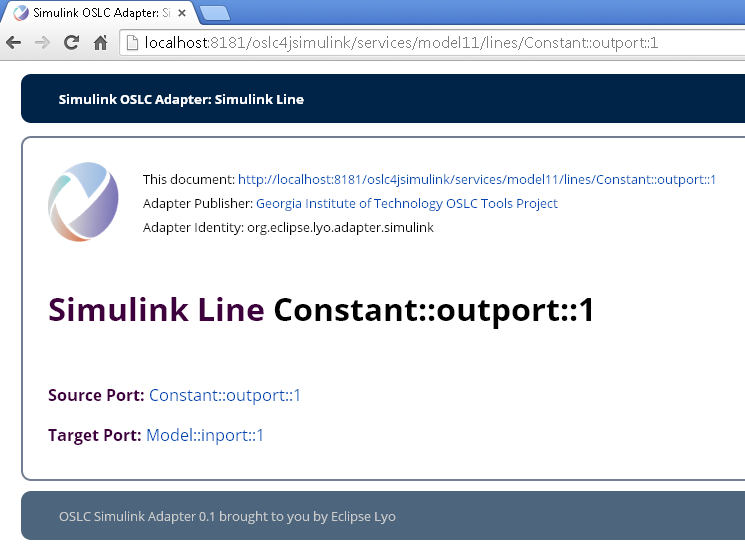 Simulink OSLC Adapter: Si
localhost:8181/oslc4jsimulink/services/model11/lines/Constant::outport::1
Simulink OSLC Adapter: Simulink Line
This document: http://localhost:8181/oslc4jsimulink/services/model11/lines/Constant::outport::1
Adapter Publisher: Georgia Institute of Technology OSLC Tools Project
Adapter Identity: org.eclipse.lyo.adapter.simulink
Simulink Line Constant::outport::1
Source Port: Constant::outport::1
Target Port: Model::inport::1
OSLC Simulink Adapter 0.1 brought to you by Eclipse Lyo